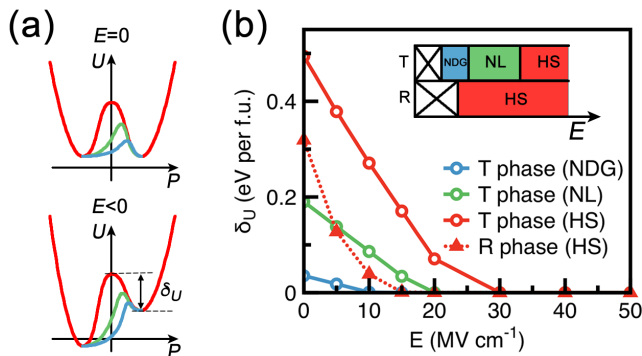 (a)
E=0
U
P
E<0
U
δU
P
(b)
δU (eV per f.u.)
0.4
0.2
0
0 10 20 30 40 50
E (MV cm⁻¹)
T NDG NL HS
R HS
E
T phase (NDG)
T phase (NL)
T phase (HS)
R phase (HS)